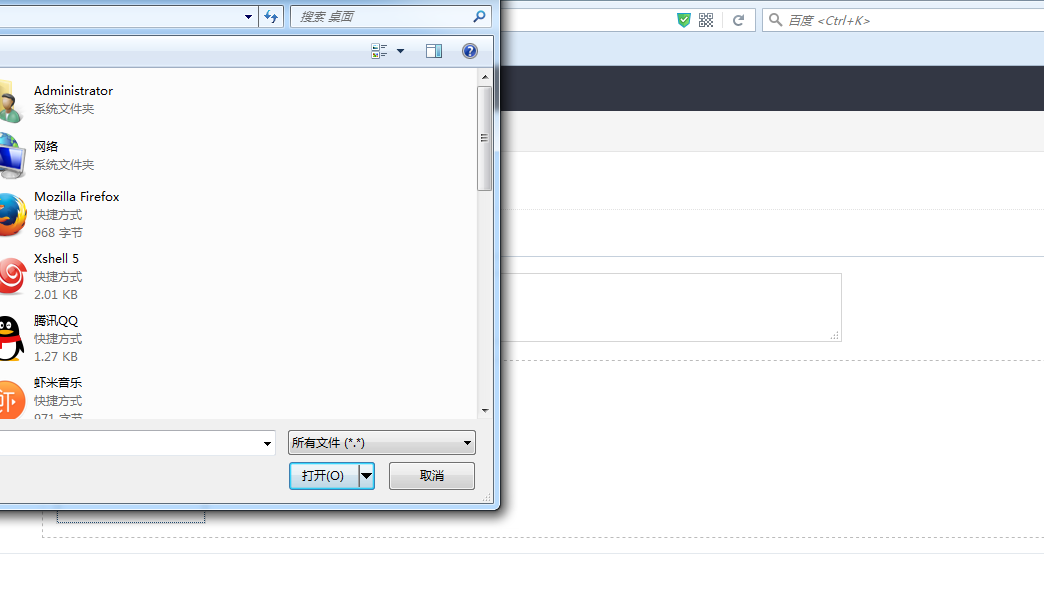 搜索 桌面
百度 <Ctrl+K>
Administrator
系统文件夹
网络
系统文件夹
Mozilla Firefox
快捷方式
968 字节
Xshell 5
快捷方式
2.01 KB
腾讯QQ
快捷方式
1.27 KB
虾米音乐
快捷方式
971 字节
所有文件 (*.*)
打开(O)
取消